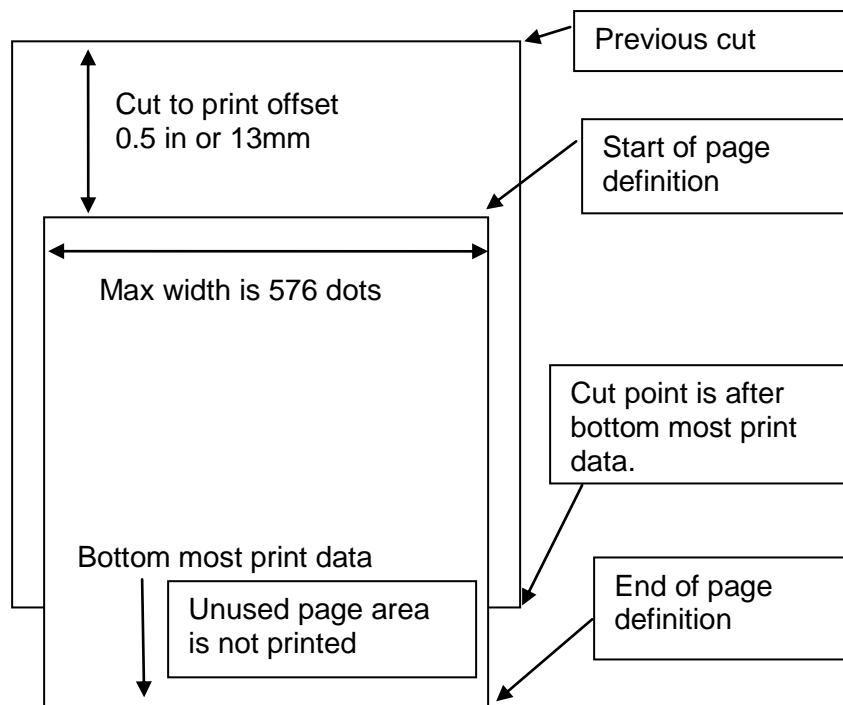 Previous cut
Cut to print offset
0.5 in or 13mm
Start of page
definition
Max width is 576 dots
Cut point is after
bottom most print
data.
Bottom most print data
Unused page area
is not printed
End of page
definition